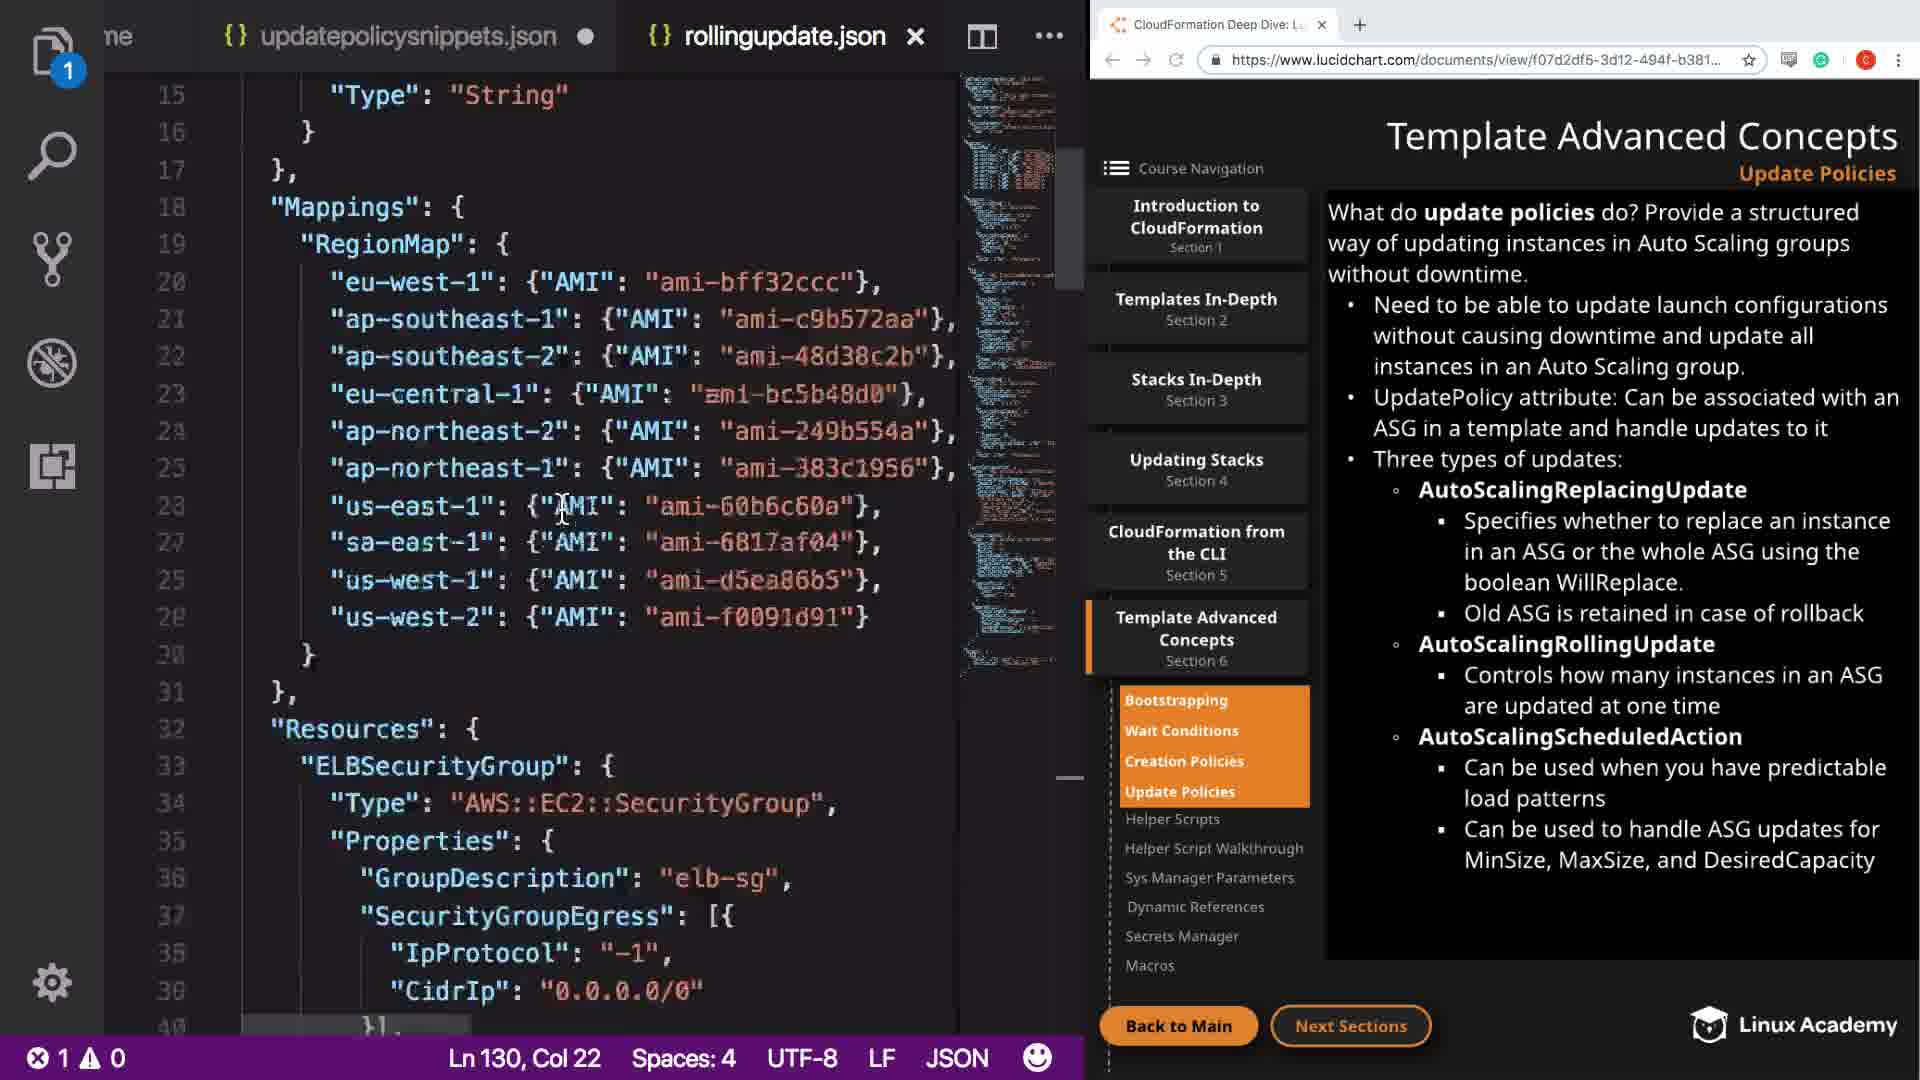 me
{} updatepolicysnippets.json
{} rollingupdate.json
1
15 "Type": "String"
16 }
17 },
18 "Mappings": {
19 "RegionMap": {
20 "eu-west-1": {"AMI": "ami-bff32ccc"},
21 "ap-southeast-1": {"AMI": "ami-c9b572aa"},
22 "ap-southeast-2": {"AMI": "ami-48d38c2b"},
23 "eu-central-1": {"AMI": "ami-bc5b48d0"},
24 "ap-northeast-2": {"AMI": "ami-249b554a"},
25 "ap-northeast-1": {"AMI": "ami-383c1956"},
"us-east-1": {"AMI": "ami-60b6c60a"},
27 "sa-east-1": {"AMI": "ami-6817af04"},
"us-west-1": {"AMI": "ami-d5ea86b5"},
"us-west-2": {"AMI": "ami-f0091d91"}
}
31 },
32 "Resources": {
33 "ELBSecurityGroup": {
34 "Type": "AWS::EC2::SecurityGroup",
35 "Properties": {
36 "GroupDescription": "elb-sg",
37 "SecurityGroupEgress": [{
"IpProtocol": "-1",
"CidrIp": "0.0.0.0/0"
40 }],
1 0
Ln 130, Col 22
Spaces: 4
UTF-8
LF
JSON
CloudFormation Deep Dive: L
https://www.lucidchart.com/documents/view/f07d2df6-3d12-494f-b381...
C
Template Advanced Concepts
Update Policies
Course Navigation
Introduction to
CloudFormation
Section 1
Templates In-Depth
Section 2
Stacks In-Depth
Section 3
Updating Stacks
Section 4
CloudFormation from
the CLI
Section 5
Template Advanced
Concepts
Section 6
Bootstrapping
Wait Conditions
Creation Policies
Update Policies
Helper Scripts
Helper Script Walkthrough
Sys Manager Parameters
Dynamic References
Secrets Manager
Macros
What do update policies do? Provide a structured
way of updating instances in Auto Scaling groups
without downtime.
• Need to be able to update launch configurations
without causing downtime and update all
instances in an Auto Scaling group.
• UpdatePolicy attribute: Can be associated with an
ASG in a template and handle updates to it
• Three types of updates:
◦ AutoScalingReplacingUpdate
▪ Specifies whether to replace an instance
in an ASG or the whole ASG using the
boolean WillReplace.
▪ Old ASG is retained in case of rollback
◦ AutoScalingRollingUpdate
▪ Controls how many instances in an ASG
are updated at one time
◦ AutoScalingScheduledAction
▪ Can be used when you have predictable
load patterns
▪ Can be used to handle ASG updates for
MinSize, MaxSize, and DesiredCapacity
Back to Main
Next Sections
Linux Academy